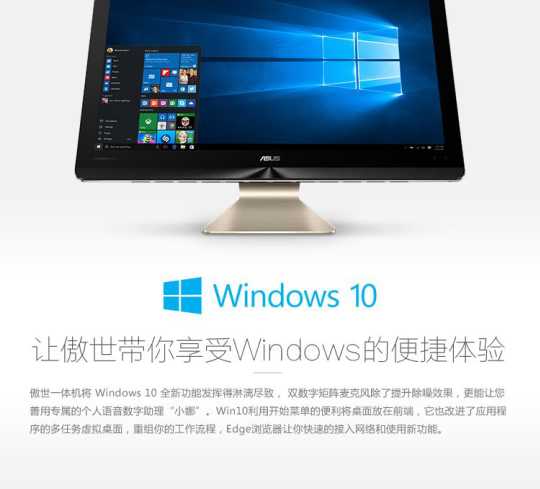 ASUS
Windows 10
让傲世带你享受Windows的便捷体验
傲世一体机将 Windows 10 全新功能发挥得淋漓尽致， 双数字矩阵麦克风除了提升除噪效果，更能让您
善用专属的个人语音数字助理“小娜”。Win10利用开始菜单的便利将桌面放在前端，它也改进了应用程
序的多任务虚拟桌面，重组你的工作流程，Edge浏览器让你快速的接入网络和使用新功能。